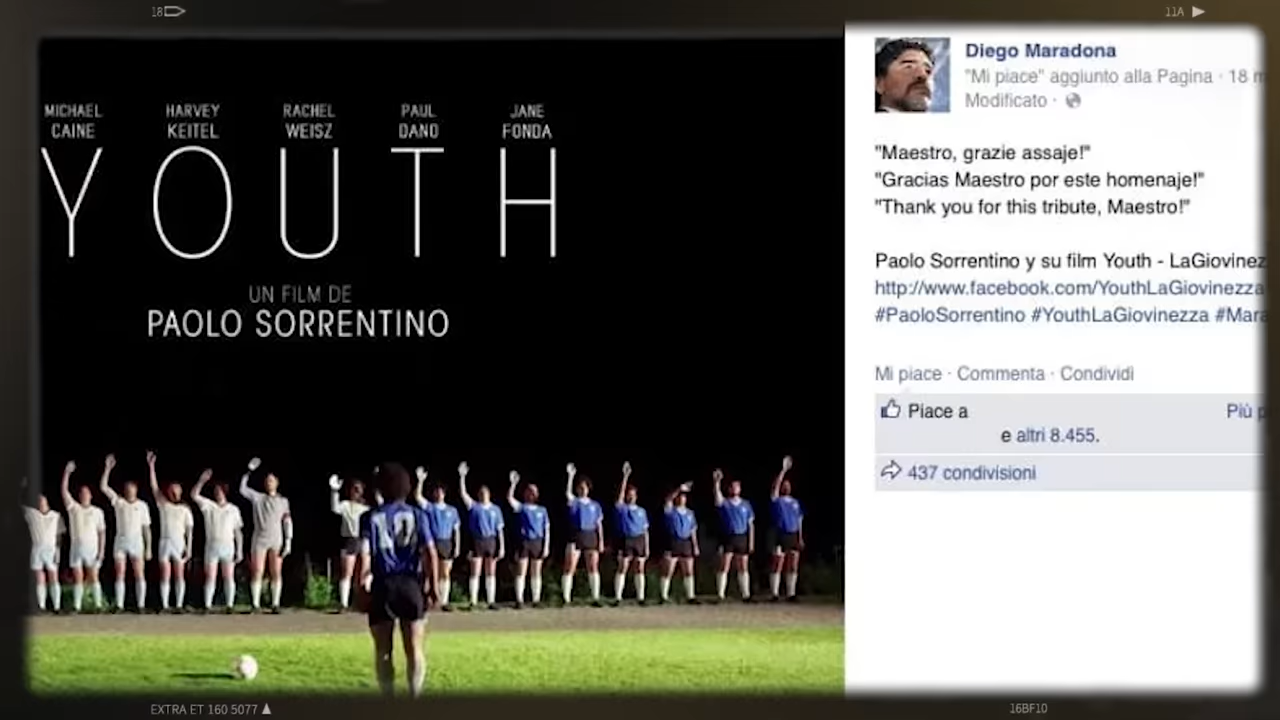 18
11A
MICHAEL CAINE
HARVEY KEITEL
RACHEL WEISZ
PAUL DANO
JANE FONDA
YOUTH
UN FILM DE
PAOLO SORRENTINO
10
Diego Maradona
"Mi piace" aggiunto alla Pagina · 18 m
Modificato ·
"Maestro, grazie assaje!"
"Gracias Maestro por este homenaje!"
"Thank you for this tribute, Maestro!"
Paolo Sorrentino y su film Youth - LaGiovinez
http://www.facebook.com/YouthLaGiovinezza
#PaoloSorrentino #YouthLaGiovinezza #Mara
Mi piace · Commenta · Condividi
Piace a
Più p
e altri 8.455.
437 condivisioni
EXTRA ET 160 5077
16BF10